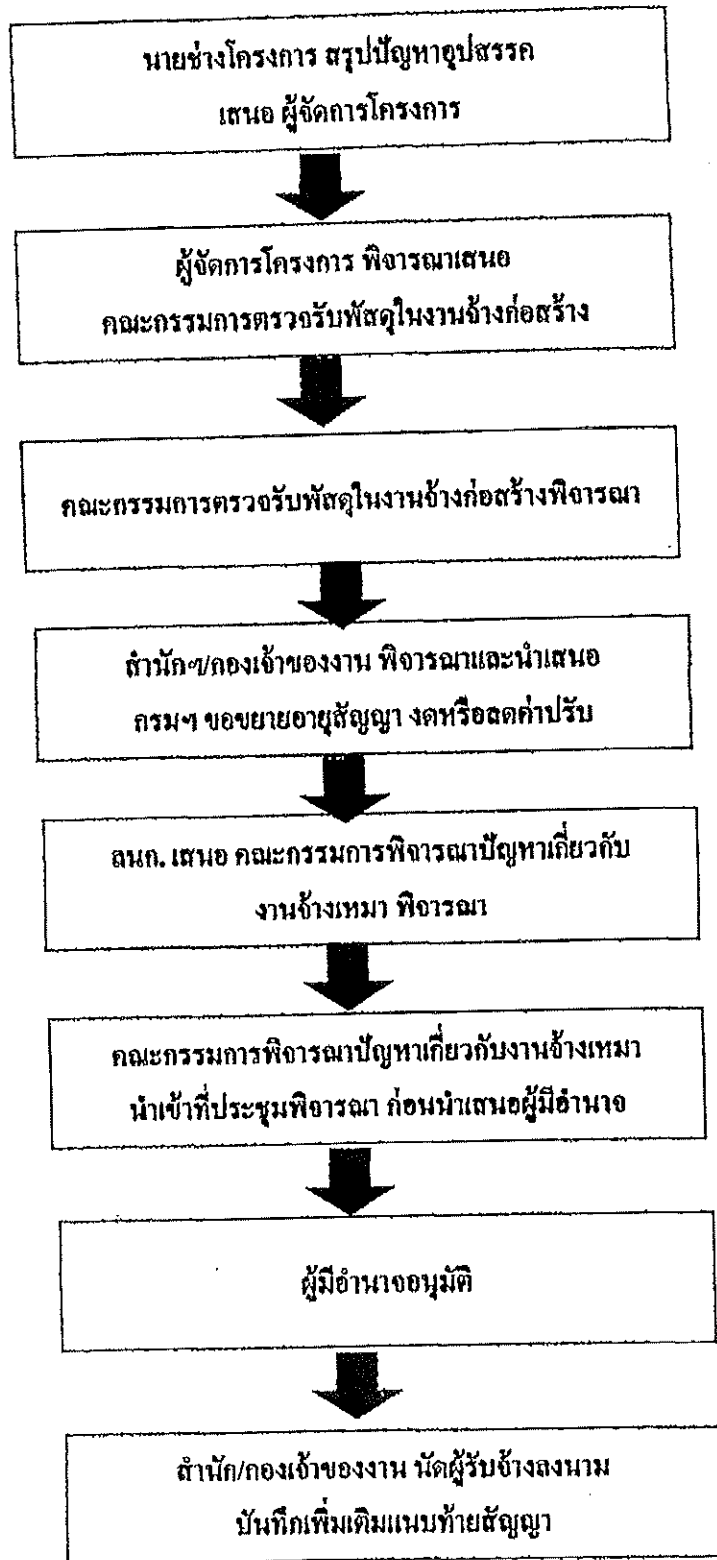 นายช่างโครงการ สรุปปัญหาอุปสรรค
เสนอ ผู้จัดการโครงการ
ผู้จัดการโครงการ พิจารณาเสนอ
คณะกรรมการตรวจรับพัสดุในงานจ้างก่อสร้าง
คณะกรรมการตรวจรับพัสดุในงานจ้างก่อสร้างพิจารณา
สำนักฯ/กองเจ้าของงาน พิจารณาและนำเสนอ
กรมฯ ขอขยายอายุสัญญา งดหรือลดค่าปรับ
ลนก. เสนอ คณะกรรมการพิจารณาปัญหาเกี่ยวกับ
งานจ้างเหมา พิจารณา
คณะกรรมการพิจารณาปัญหาเกี่ยวกับงานจ้างเหมา
นำเข้าที่ประชุมพิจารณา ก่อนนำเสนอผู้มีอำนาจ
ผู้มีอำนาจอนุมัติ
สำนัก/กองเจ้าของงาน นัดผู้รับจ้างลงนาม
บันทึกเพิ่มเติมแนบท้ายสัญญา